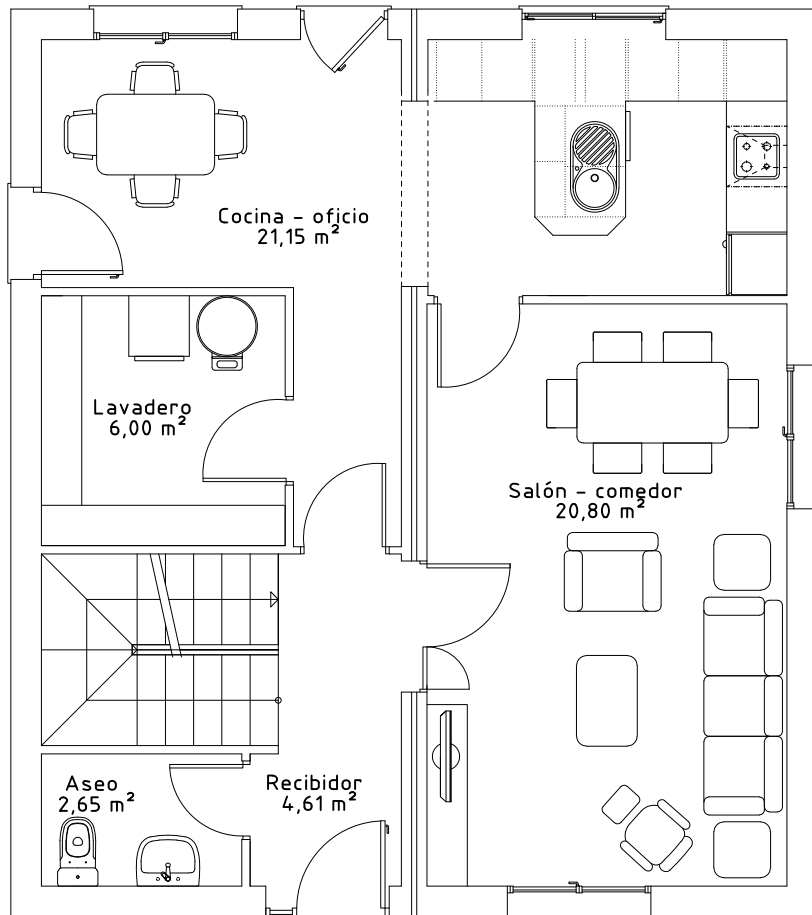 Cocina - oficio
21,15 m²
Lavadero
6,00 m²
Salón - comedor
20,80 m²
Aseo
2,65 m²
Recibidor
4,61 m²